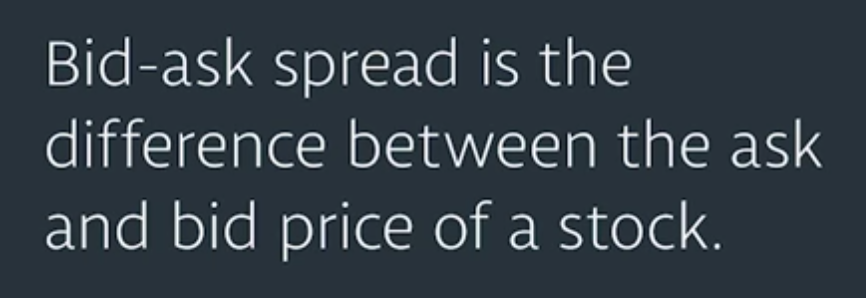 Bid-ask spread is the
difference between the ask
and bid price of a stock.